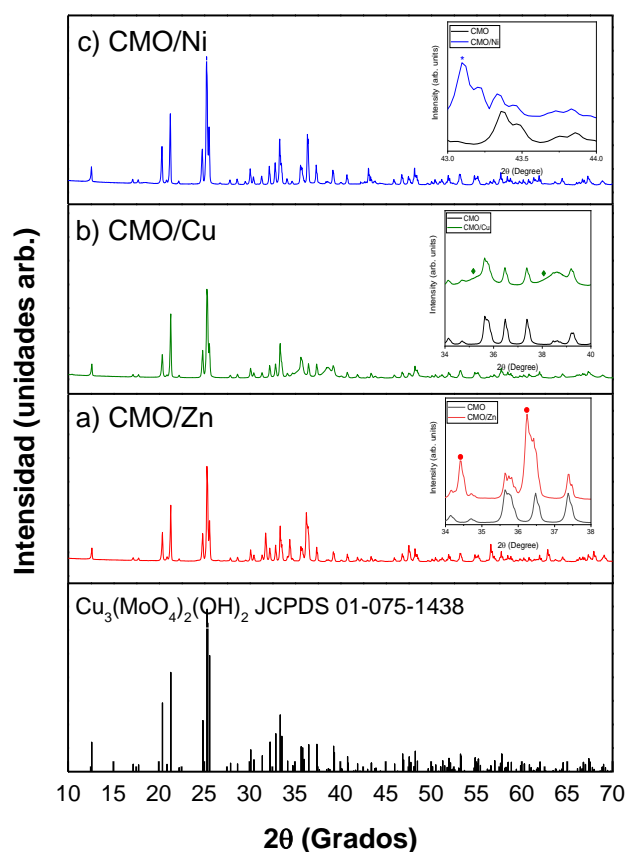 Intensidad (unidades arb.)
c) CMO/Ni
Intensity (arb. units)
CMO
CMO/Ni
*
43.0 43.5 44.0
2θ (Degree)
b) CMO/Cu
Intensity (arb. units)
CMO
CMO/Cu
34 36 38 40
2θ (Degree)
a) CMO/Zn
Intensity (arb. units)
CMO
CMO/Zn
34 35 36 37 38
2θ (Degree)
Cu₃(MoO₄)₂(OH)₂ JCPDS 01-075-1438
10 15 20 25 30 35 40 45 50 55 60 65 70
2θ (Grados)